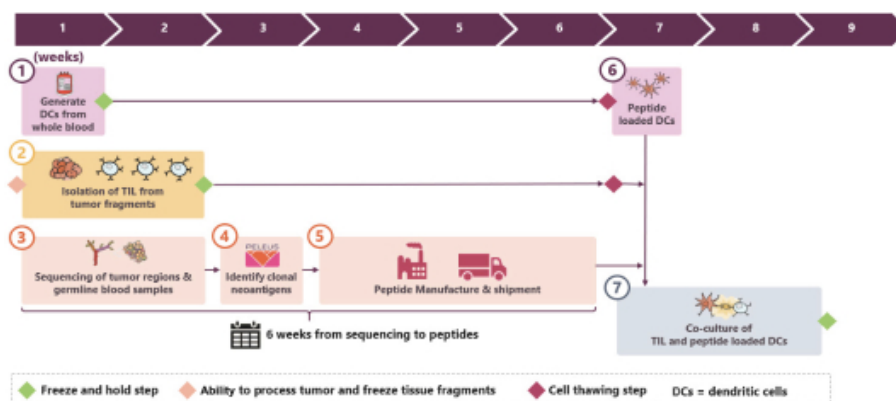 1 2 3 4 5 6 7 8 9
(weeks)
1
Generate
DCs from
whole blood
6
Peptide
loaded DCs
2
Isolation of TIL from
tumor fragments
3
Sequencing of tumor regions &
germline blood samples
4
PELEUS
Identify clonal
neoantigens
5
Peptide Manufacture & shipment
7
Co-culture of
TIL and peptide loaded DCs
6 weeks from sequencing to peptides
Freeze and hold step
Ability to process tumor and freeze tissue fragments
Cell thawing step
DCs = dendritic cells